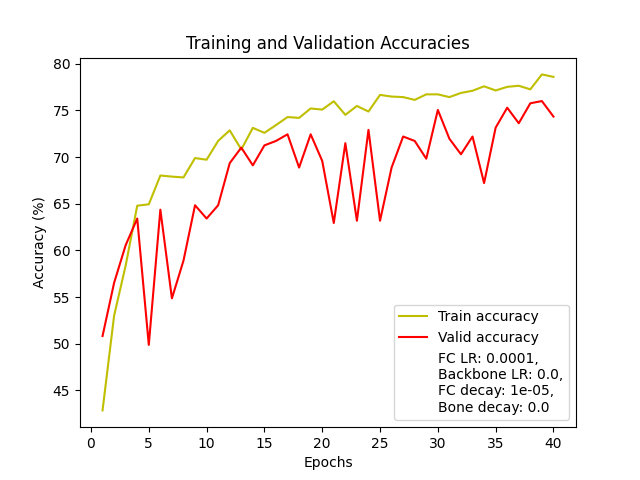 Training and Validation Accuracies
80
75
70
65
60
55
50
45
Accuracy (%)
Train accuracy
Valid accuracy
FC LR: 0.0001,
Backbone LR: 0.0,
FC decay: 1e-05,
Bone decay: 0.0
0 5 10 15 20 25 30 35 40
Epochs